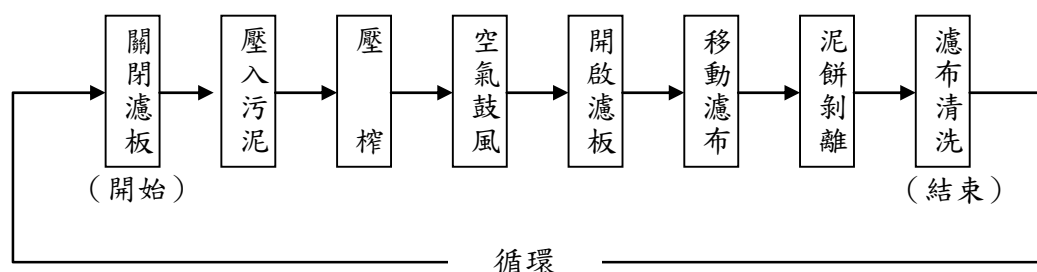 關閉濾板
壓入污泥
壓榨
空氣鼓風
開啟濾板
移動濾布
泥餅剝離
濾布清洗
（開始）
（結束）
循環